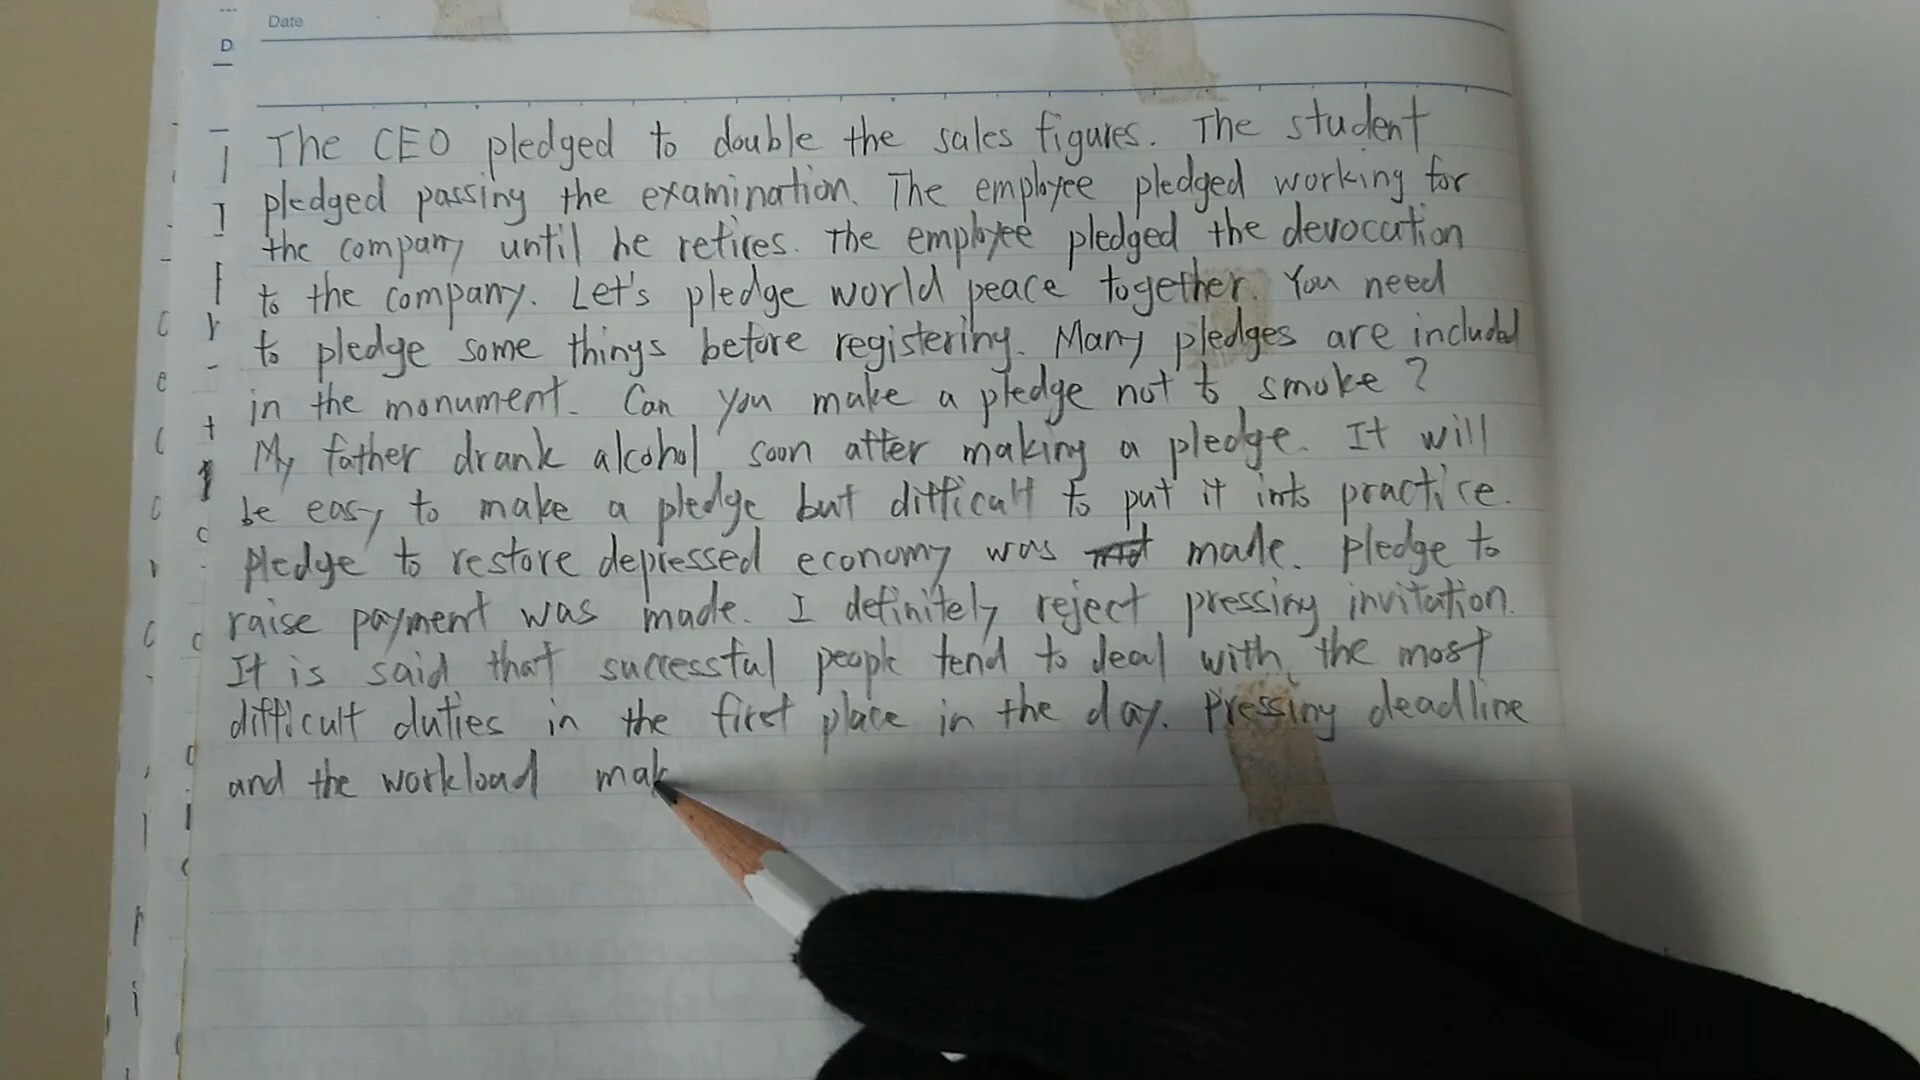 Date
D
The CEO pledged to double the sales figures. The student
pledged passing the examination. The employee pledged working for
the company until he retires. The employee pledged the devocation
to the company. Let's pledge world peace together. You need
to pledge some things before registering. Many pledges are included
in the monument. Can you make a pledge not to smoke?
My father drank alcohol soon after making a pledge. It will
be easy to make a pledge but difficult to put it into practice.
Pledge to restore depressed economy was made. Pledge to
raise payment was made. I definitely reject pressing invitation.
It is said that successful people tend to deal with the most
difficult duties in the first place in the day. Pressing deadline
and the workload mak